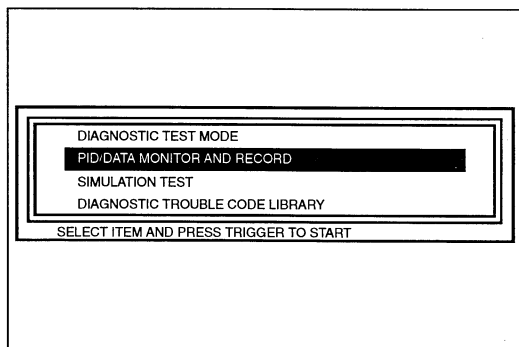 DIAGNOSTIC TEST MODE
PID/DATA MONITOR AND RECORD
SIMULATION TEST
DIAGNOSTIC TROUBLE CODE LIBRARY
SELECT ITEM AND PRESS TRIGGER TO START